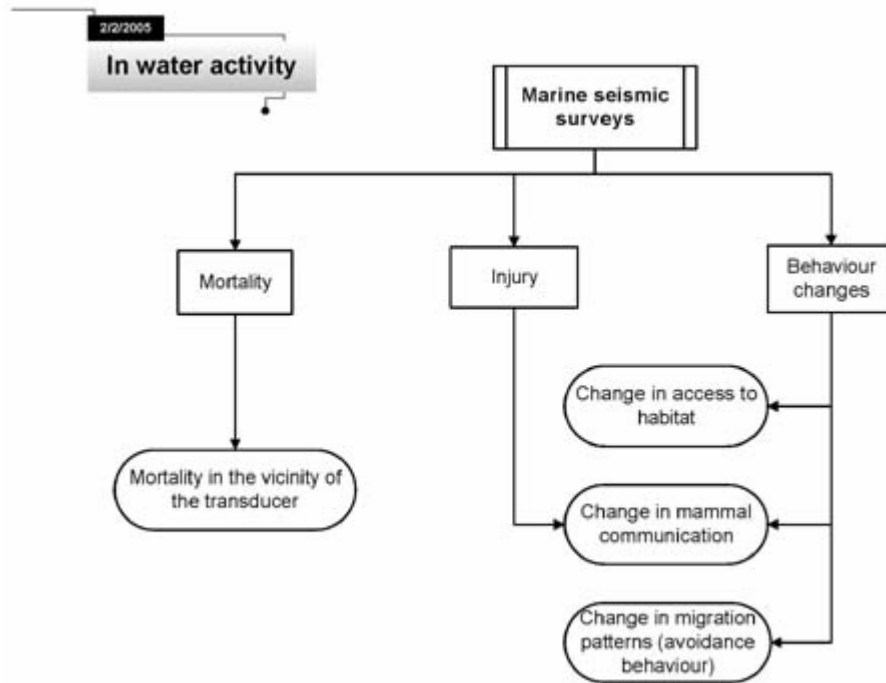 2/2/2005
In water activity
Marine seismic
surveys
Mortality
Injury
Behaviour
changes
Change in access to
habitat
Mortality in the vicinity of
the transducer
Change in mammal
communication
Change in migration
patterns (avoidance
behaviour)